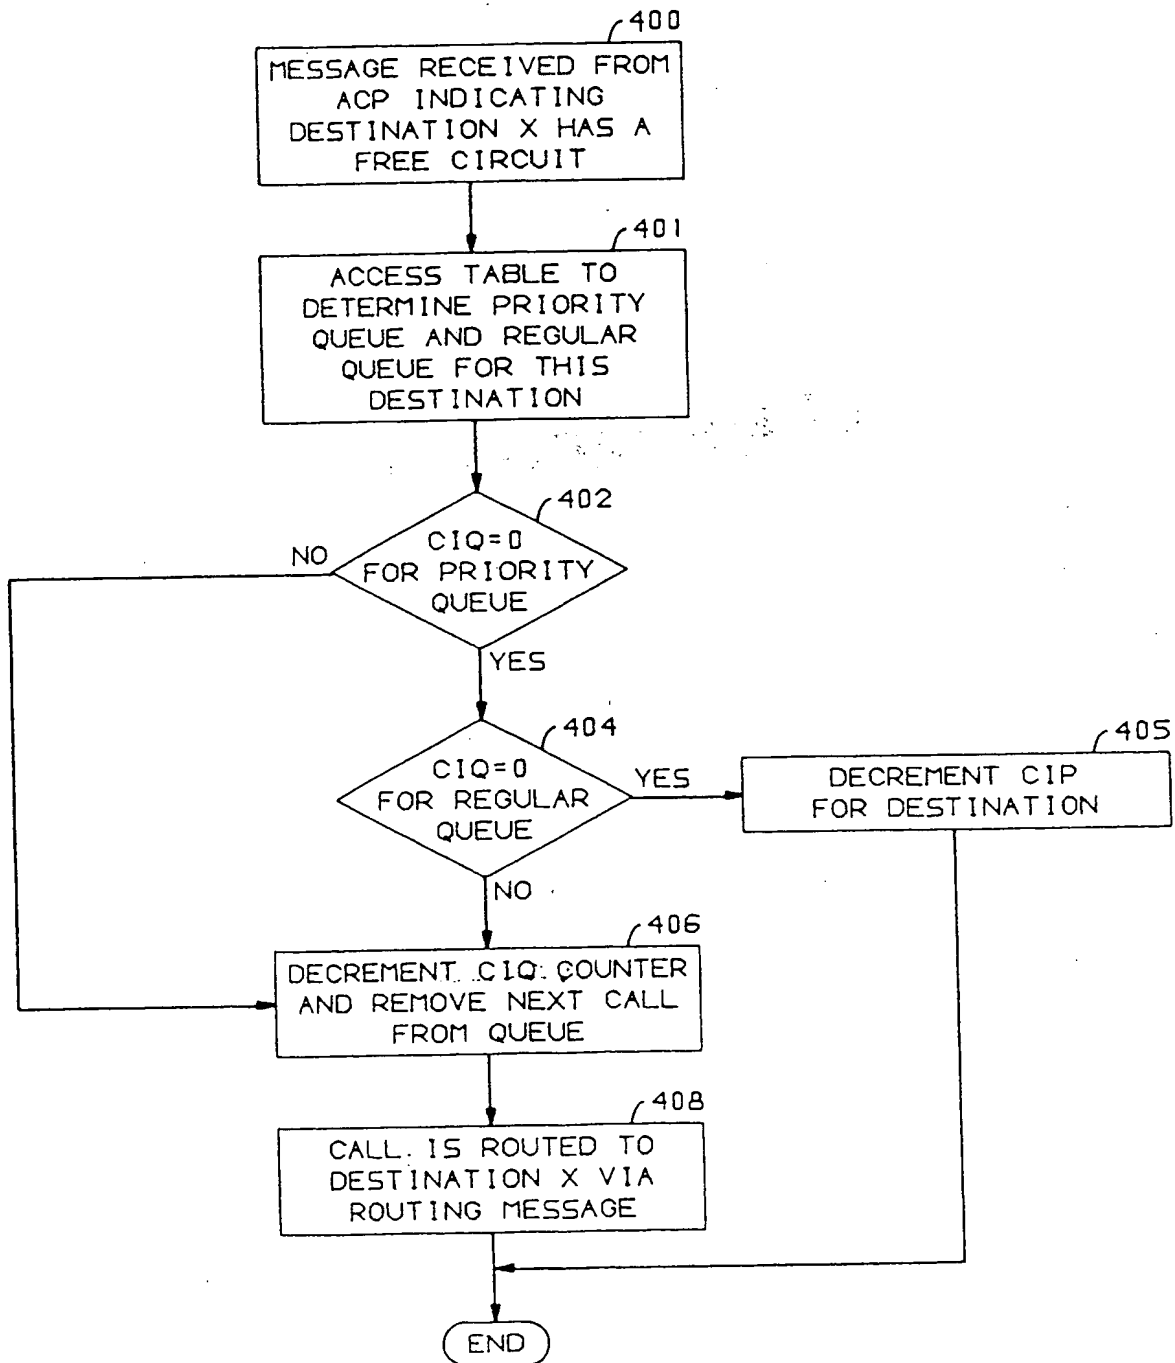 400
MESSAGE RECEIVED FROM
ACP INDICATING
DESTINATION X HAS A
FREE CIRCUIT
401
ACCESS TABLE TO
DETERMINE PRIORITY
QUEUE AND REGULAR
QUEUE FOR THIS
DESTINATION
402
CIQ=0
FOR PRIORITY
QUEUE
NO
YES
404
CIQ=0
FOR REGULAR
QUEUE
YES
NO
405
DECREMENT CIP
FOR DESTINATION
406
DECREMENT CIQ COUNTER
AND REMOVE NEXT CALL
FROM QUEUE
408
CALL IS ROUTED TO
DESTINATION X VIA
ROUTING MESSAGE
END